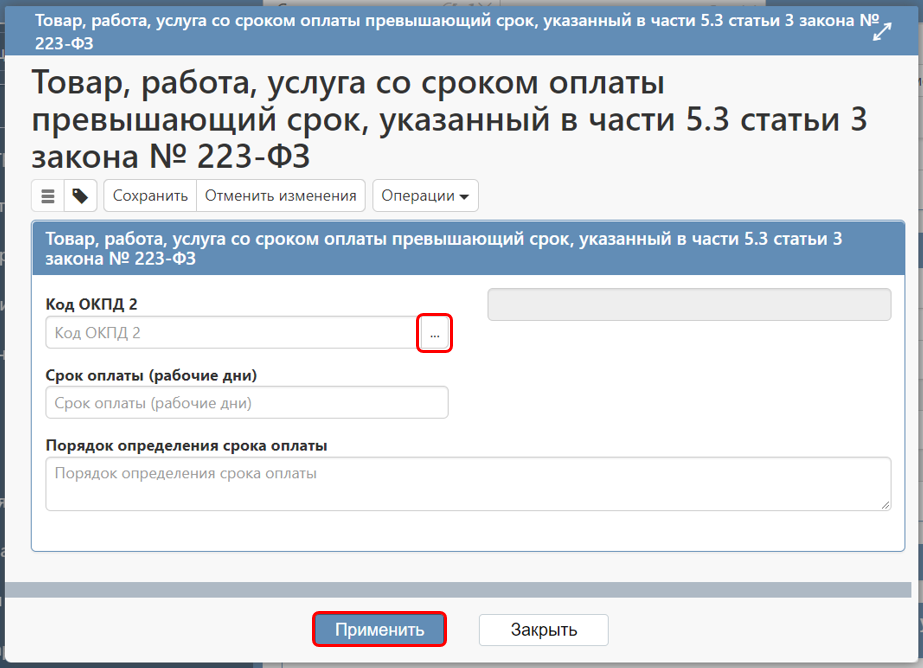 Товар, работа, услуга со сроком оплаты превышающий срок, указанный в части 5.3 статьи 3 закона №
223-ФЗ
Товар, работа, услуга со сроком оплаты
превышающий срок, указанный в части 5.3 статьи 3
закона № 223-ФЗ
Сохранить Отменить изменения Операции
Товар, работа, услуга со сроком оплаты превышающий срок, указанный в части 5.3 статьи 3
закона № 223-ФЗ
Код ОКПД 2
Код ОКПД 2 ...
Срок оплаты (рабочие дни)
Срок оплаты (рабочие дни)
Порядок определения срока оплаты
Порядок определения срока оплаты
Применить Закрыть